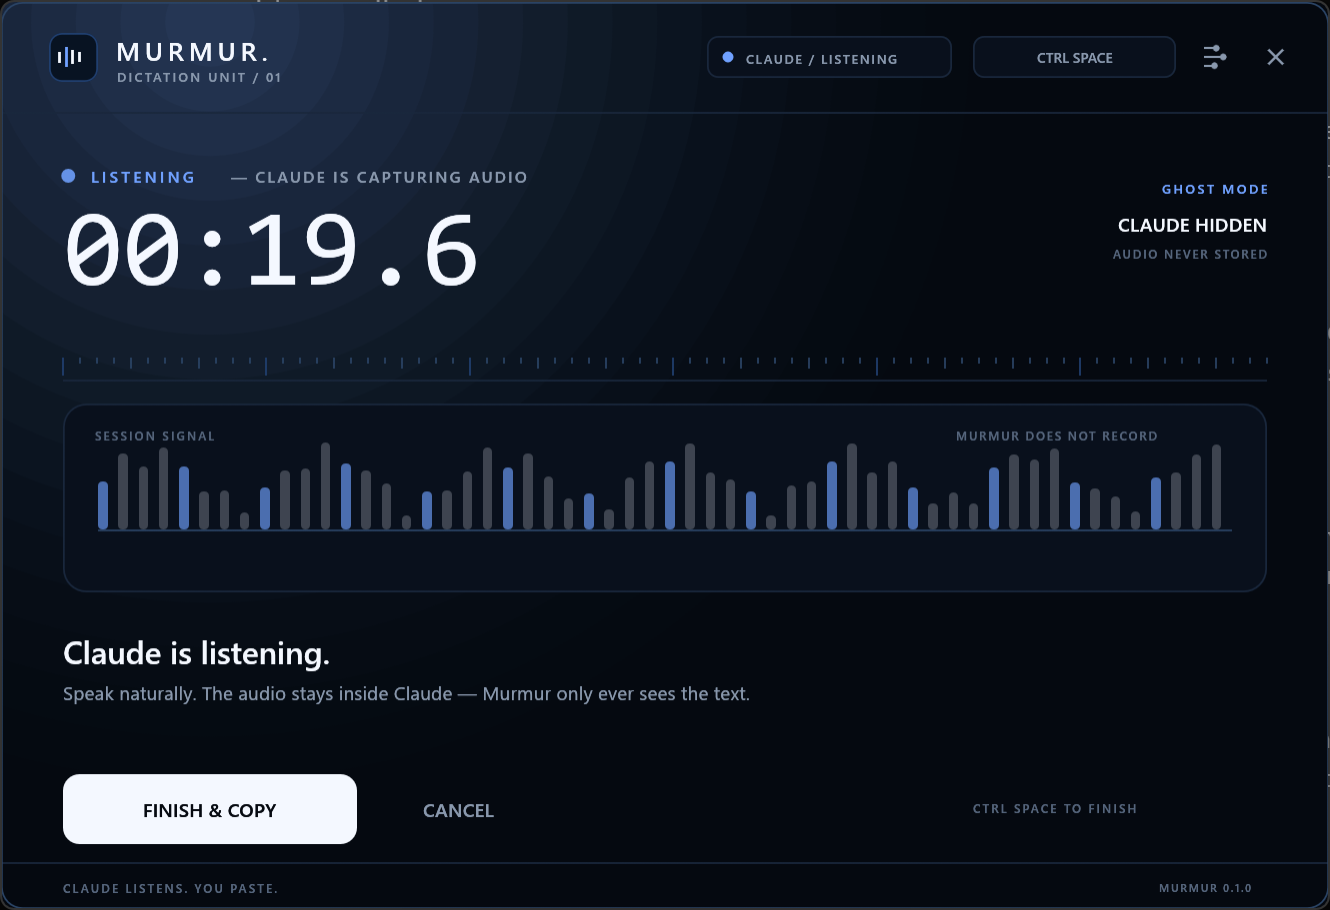 MURMUR.
DICTATION UNIT / 01
CLAUDE / LISTENING
CTRL SPACE
LISTENING — CLAUDE IS CAPTURING AUDIO
00:19.6
GHOST MODE
CLAUDE HIDDEN
AUDIO NEVER STORED
SESSION SIGNAL
MURMUR DOES NOT RECORD
Claude is listening.
Speak naturally. The audio stays inside Claude — Murmur only ever sees the text.
FINISH & COPY
CANCEL
CTRL SPACE TO FINISH
CLAUDE LISTENS. YOU PASTE.
MURMUR 0.1.0